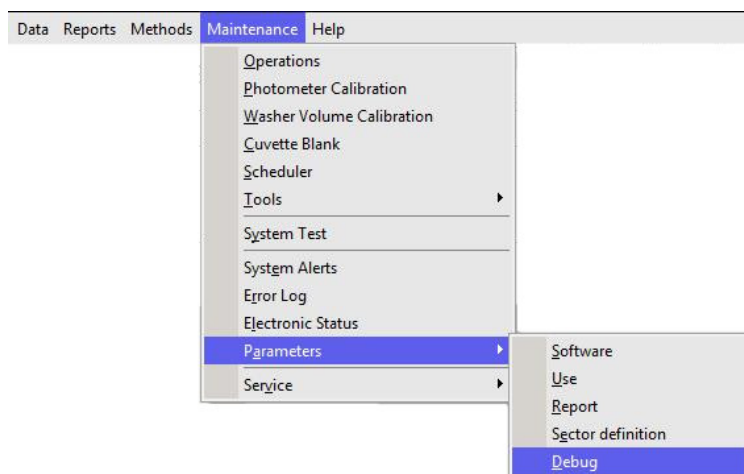 Data Reports Methods Maintenance Help
Operations
Photometer Calibration
Washer Volume Calibration
Cuvette Blank
Scheduler
Tools
System Test
System Alerts
Error Log
Electronic Status
Parameters
Service
Software
Use
Report
Sector definition
Debug